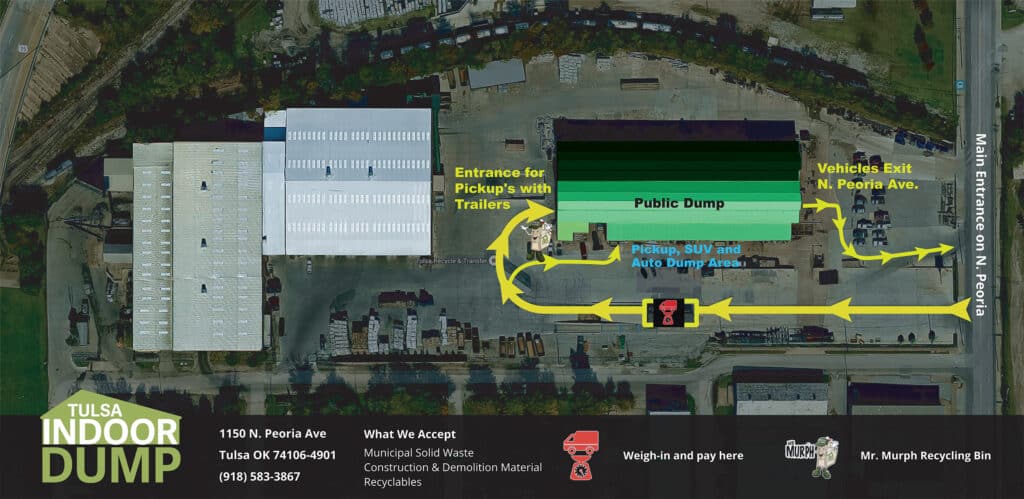 Entrance for
Pickup's with
Trailers
Public Dump
Vehicles Exit
N. Peoria Ave.
Pickup, SUV and
Auto Dump Area
Tulsa Recycle & Transfer
Main Entrance on N. Peoria
TULSA
INDOOR
DUMP
1150 N. Peoria Ave
Tulsa OK 74106-4901
(918) 583-3867
What We Accept
Municipal Solid Waste
Construction & Demolition Material
Recyclables
Weigh-in and pay here
MURPH
Mr. Murph Recycling Bin